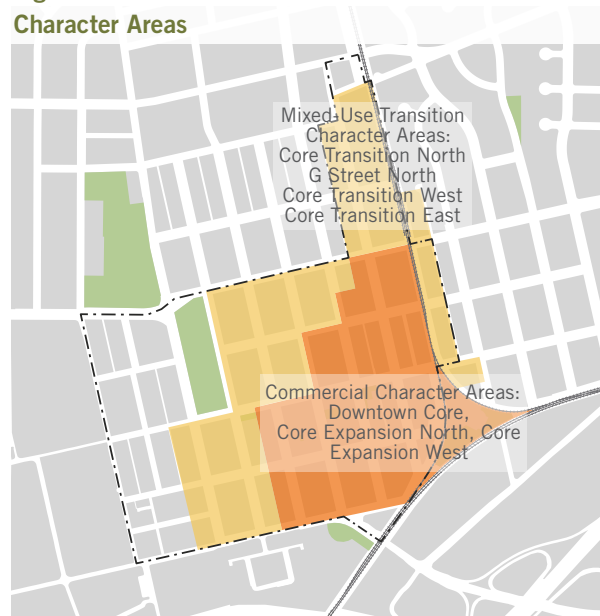 Character Areas
Mixed-Use Transition
Character Areas:
Core Transition North
G Street North
Core Transition West
Core Transition East
Commercial Character Areas:
Downtown Core,
Core Expansion North, Core
Expansion West